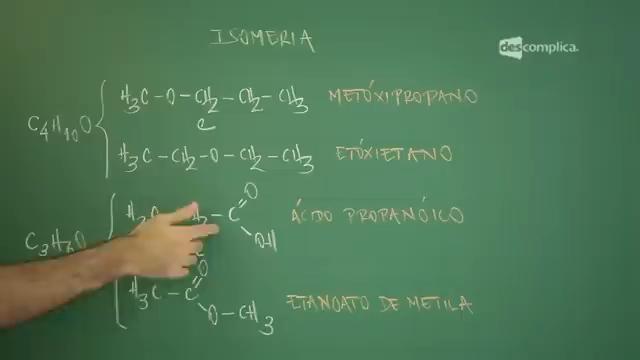 ISOMERIA
descomplica.
C4H10O
H3C - O - CH2 - CH2 - CH3 METÓXIPROPANO
e
H3C - CH2 - O - CH2 - CH3 ETÓXIETANO
O
- C ÁCIDO PROPANÓICO
OH
O
H3C - C
O - CH3 ETANOATO DE METILA